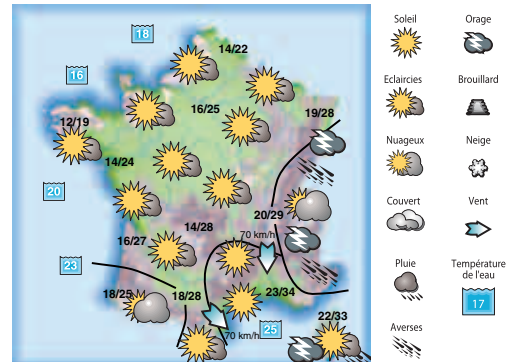 18
14/22
16
16/25
19/28
12/19
14/24
20
20/29
14/28
70 km/h
16/27
23
18/25
18/28
23/34
22/33
25
70 km/h
Soleil
Orage
Eclaircies
Brouillard
Nuageux
Neige
Couvert
Vent
Pluie
Température
de l'eau
17
Averses